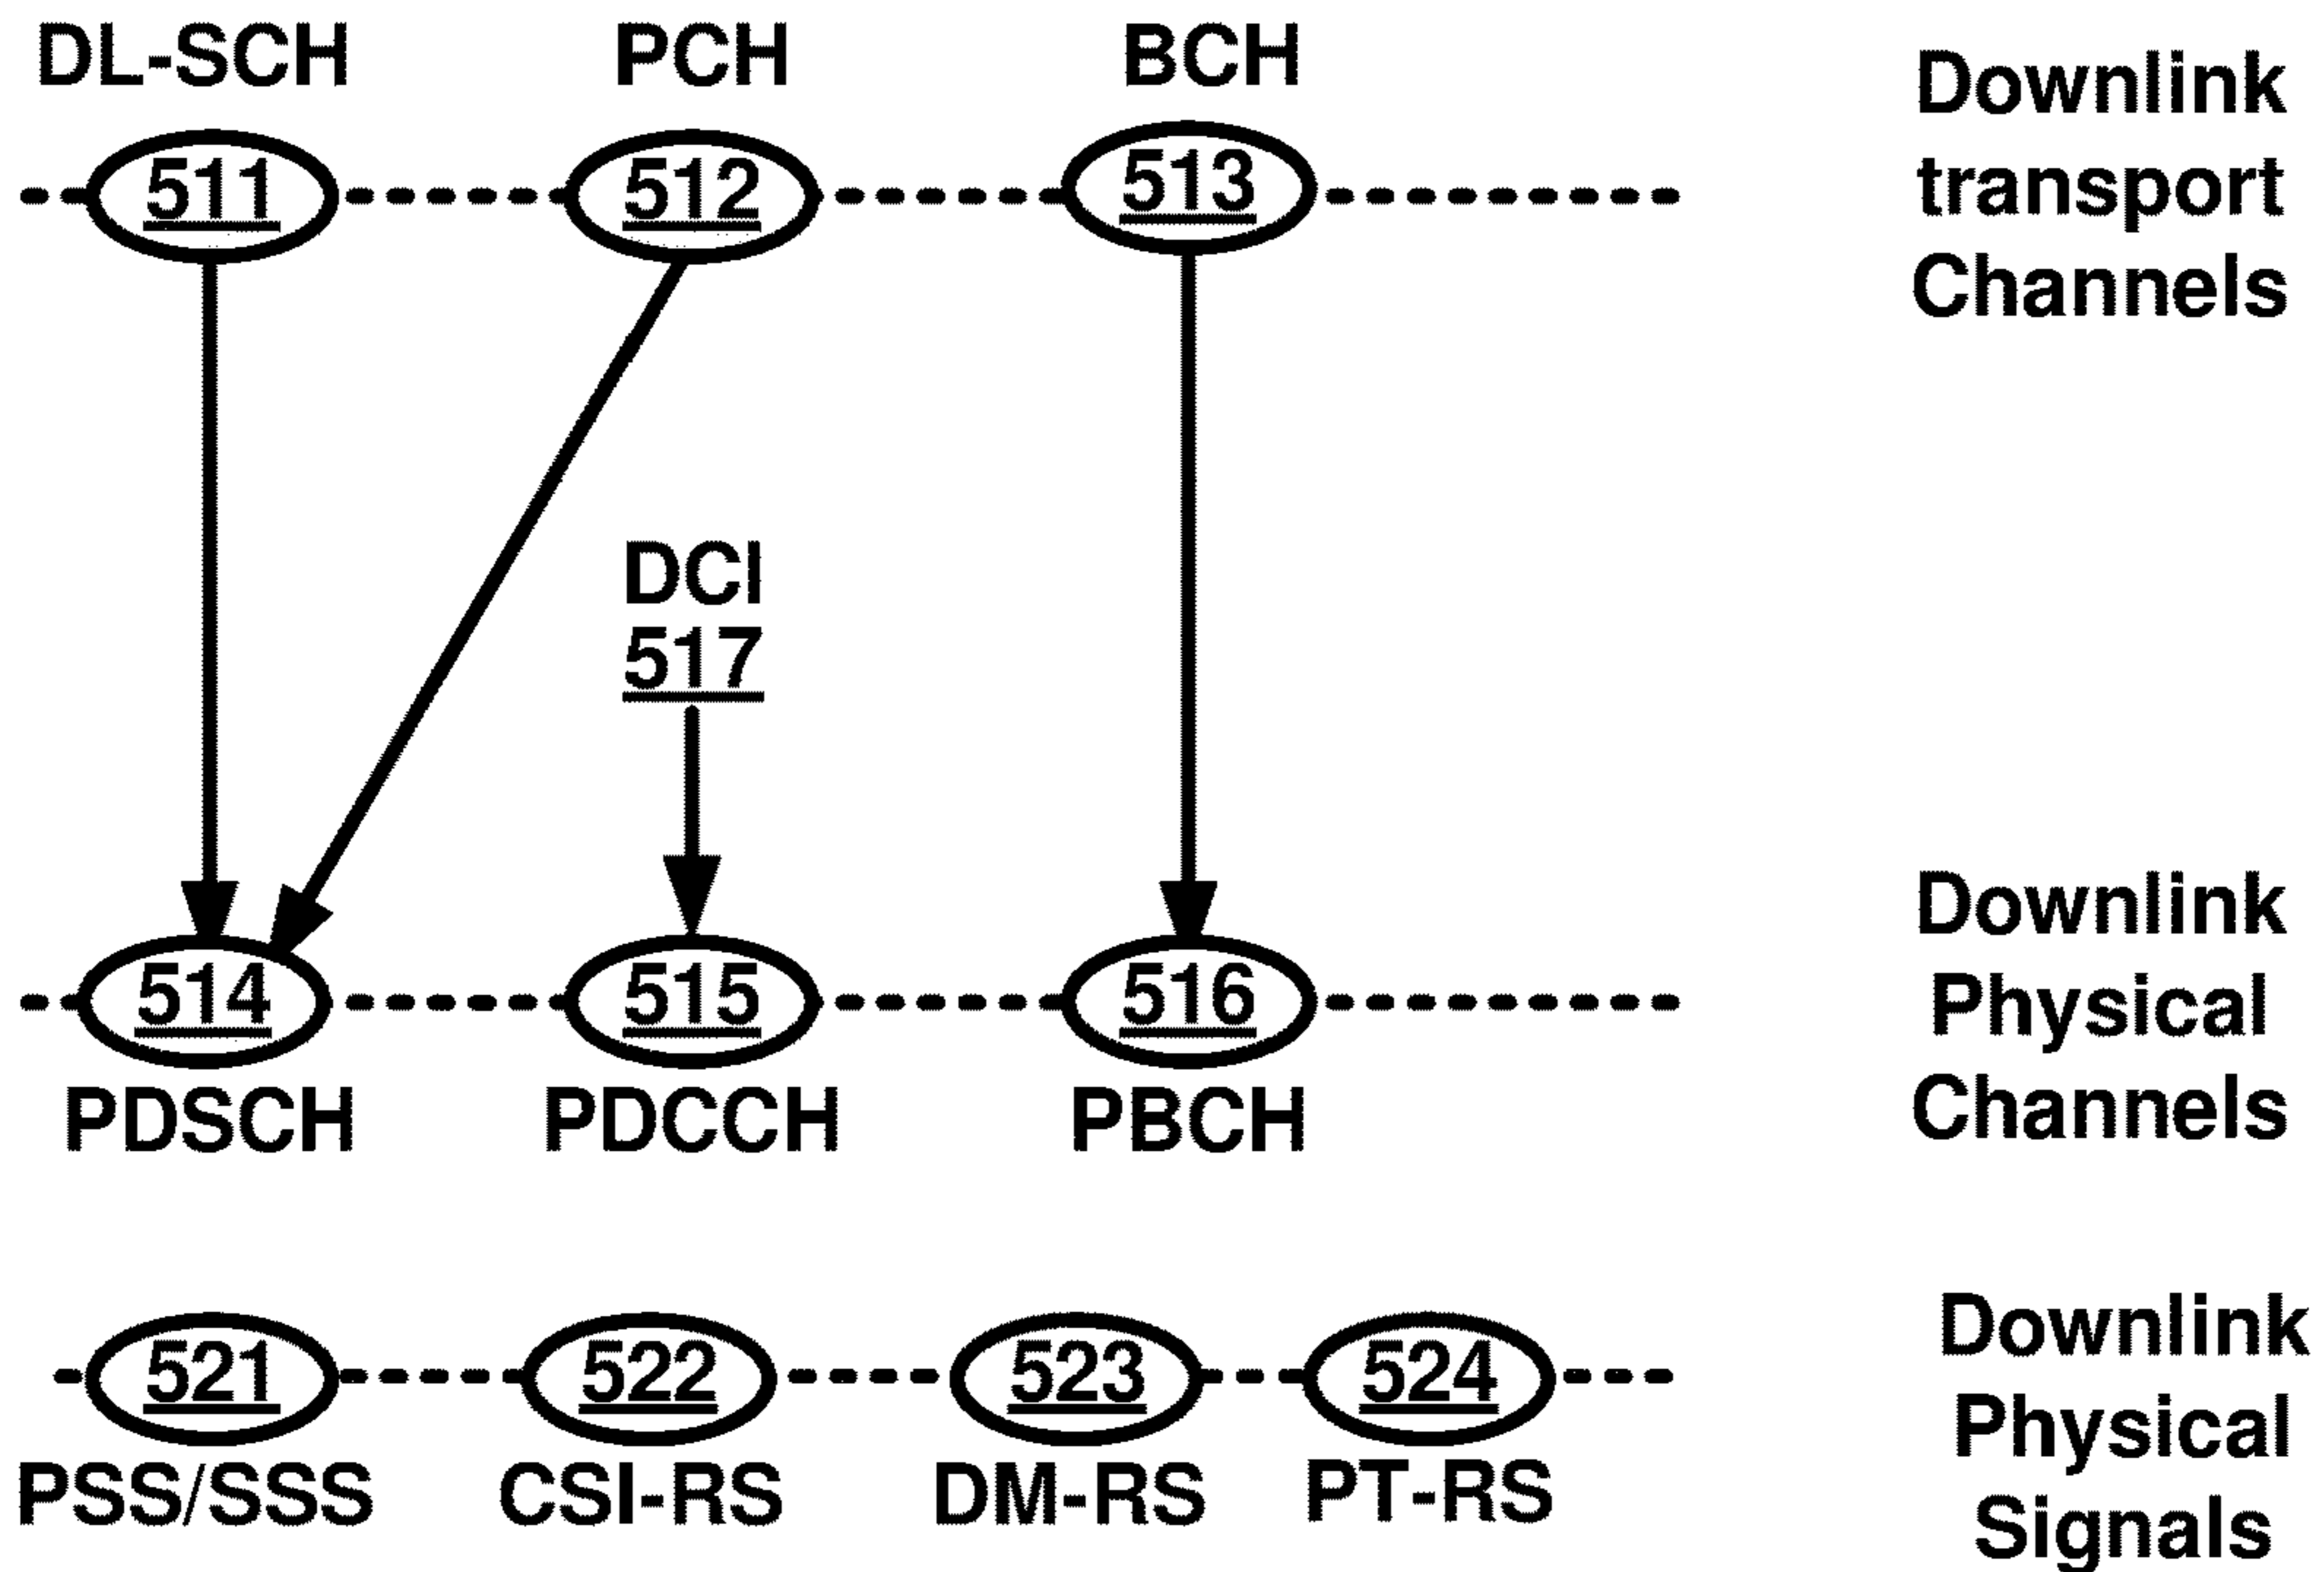 DL-SCH PCH BCH
511 512 513
Downlink
transport
Channels
DCI
517
514 515 516
PDSCH PDCCH PBCH
Downlink
Physical
Channels
521 522 523 524
PSS/SSS CSI-RS DM-RS PT-RS
Downlink
Physical
Signals